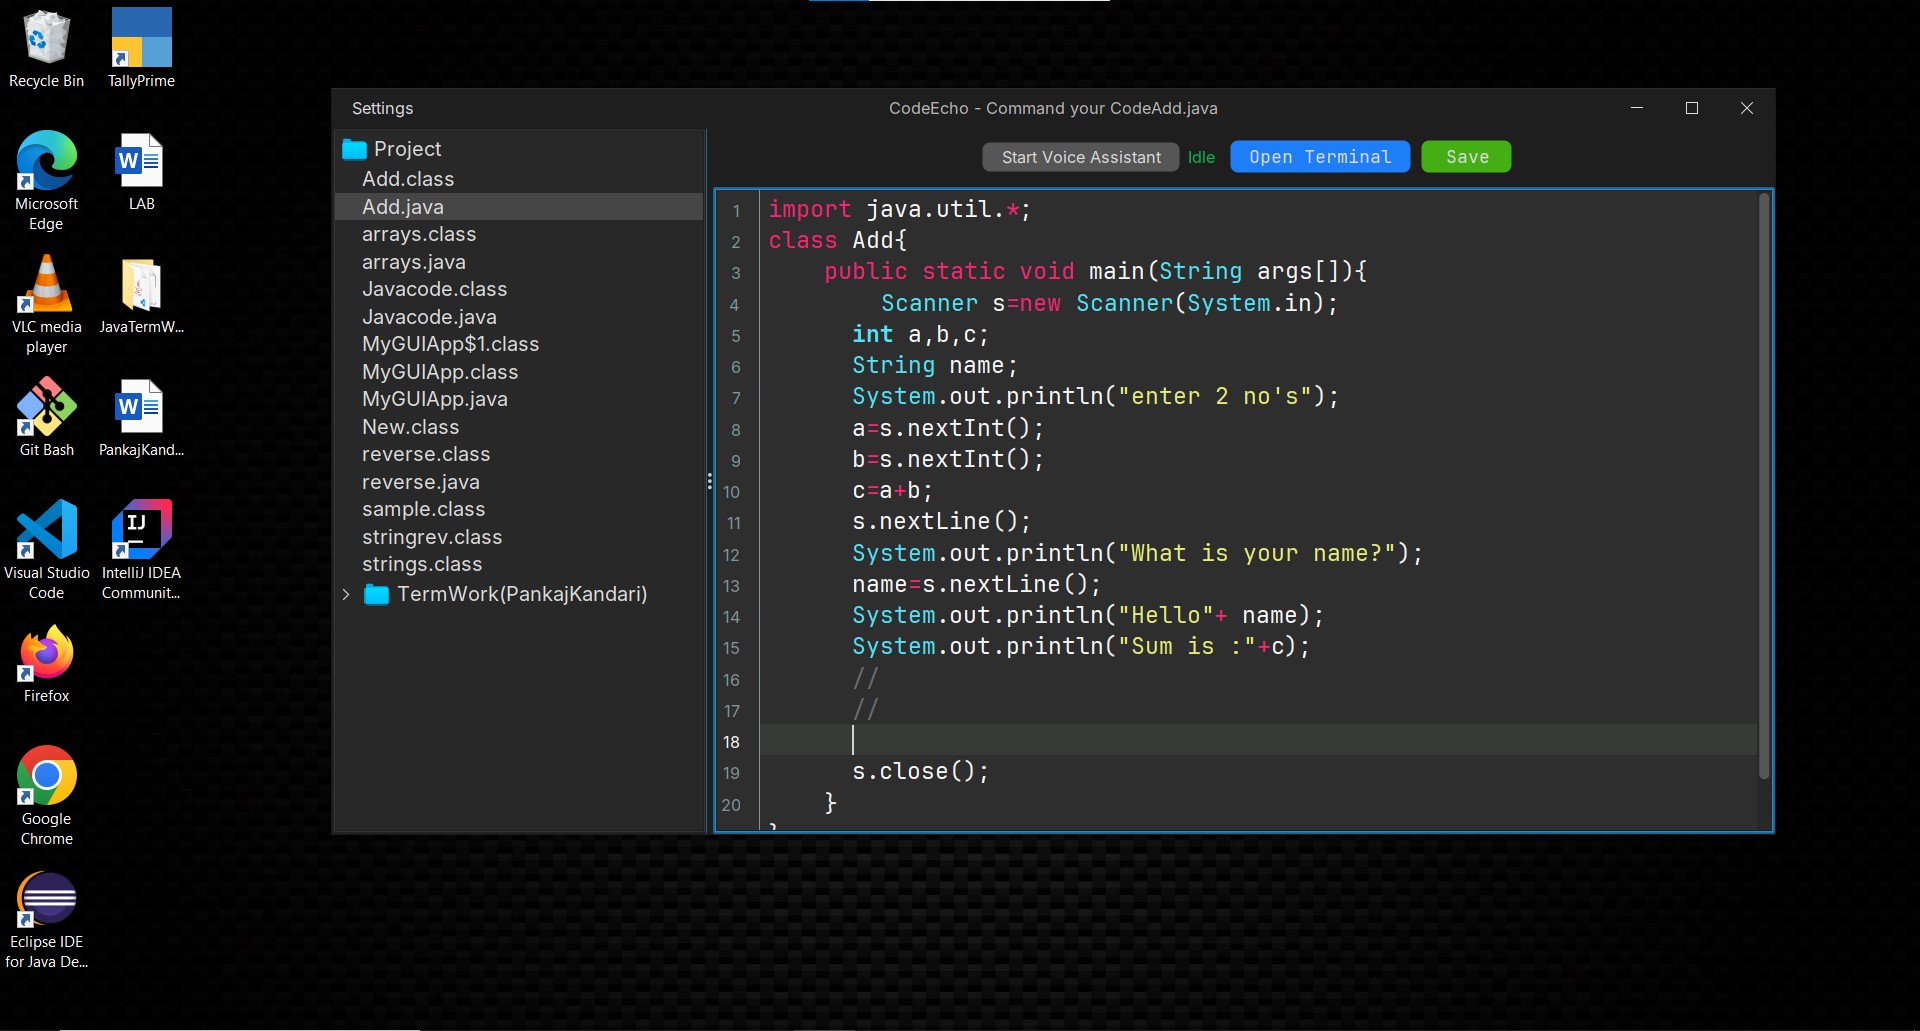 Recycle Bin
TallyPrime
Microsoft
Edge
LAB
VLC media
player
JavaTermW...
Git Bash
PankajKand...
Visual Studio
Code
IntelliJ IDEA
Communit...
Firefox
Google
Chrome
Eclipse IDE
for Java De...
Settings
CodeEcho - Command your CodeAdd.java
Project
Add.class
Add.java
arrays.class
arrays.java
Javacode.class
Javacode.java
MyGUIApp$1.class
MyGUIApp.class
MyGUIApp.java
New.class
reverse.class
reverse.java
sample.class
stringrev.class
strings.class
TermWork(PankajKandari)
Start Voice Assistant Idle Open Terminal Save
1 import java.util.*;
2 class Add{
3 public static void main(String args[]){
4 Scanner s=new Scanner(System.in);
5 int a,b,c;
6 String name;
7 System.out.println("enter 2 no's");
8 a=s.nextInt();
9 b=s.nextInt();
10 c=a+b;
11 s.nextLine();
12 System.out.println("What is your name?");
13 name=s.nextLine();
14 System.out.println("Hello"+ name);
15 System.out.println("Sum is :"+c);
16 //
17 //
18
19 s.close();
20 }